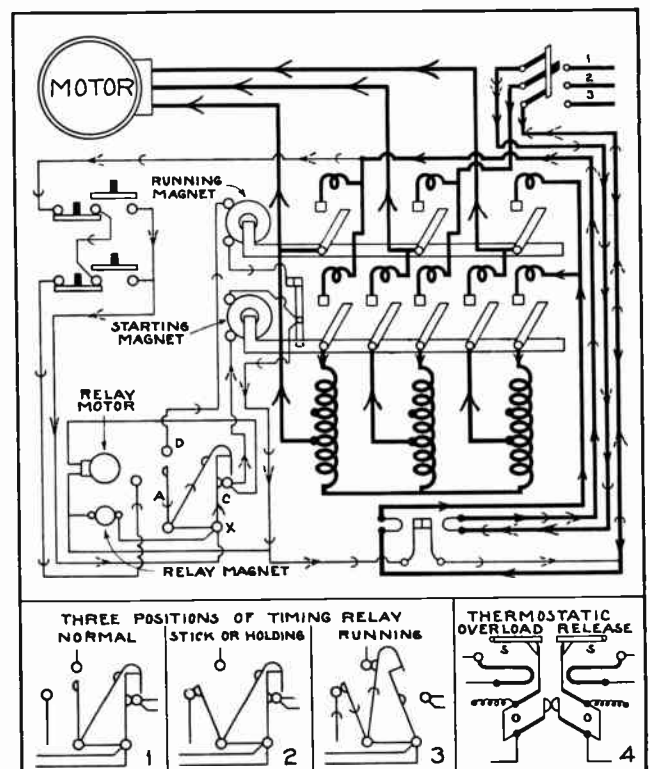 MOTOR
1
2
3
RUNNING
MAGNET
STARTING
MAGNET
RELAY
MOTOR
D
A
C
X
RELAY MAGNET
THREE POSITIONS OF TIMING RELAY
NORMAL
STICK OR HOLDING
RUNNING
1
2
3
THERMOSTATIC
OVERLOAD RELEASE
S
S
O
O
4